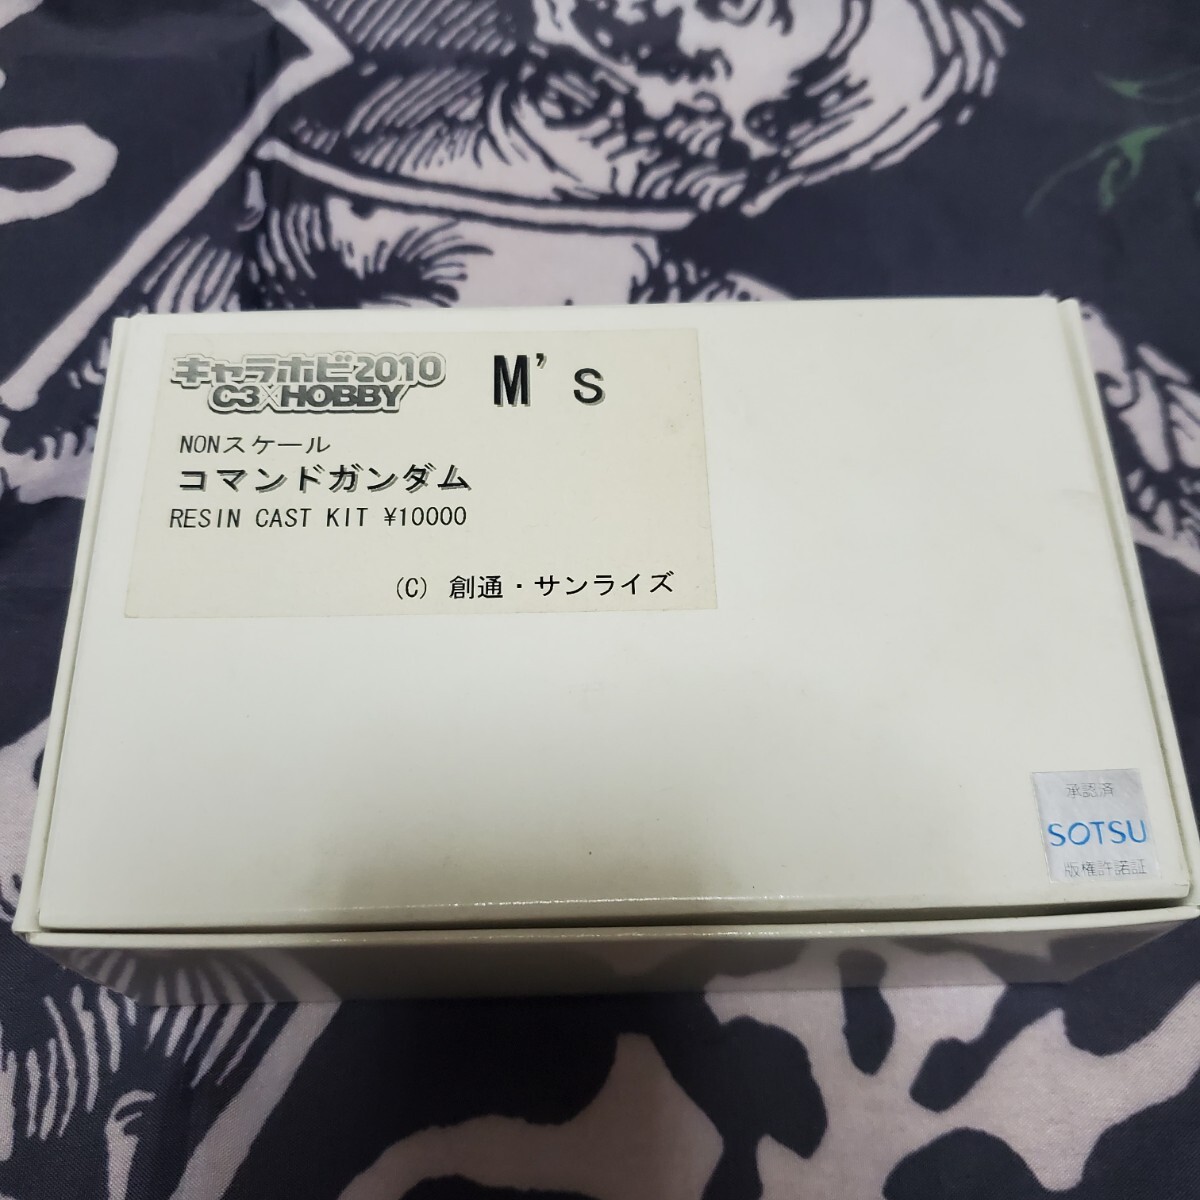 キャラホビ2010
C3×HOBBY
M's
NONスケール
コマンドガンダム
RESIN CAST KIT ¥10000
(C) 創通・サンライズ
承認済
SOTSU
版権許諾証